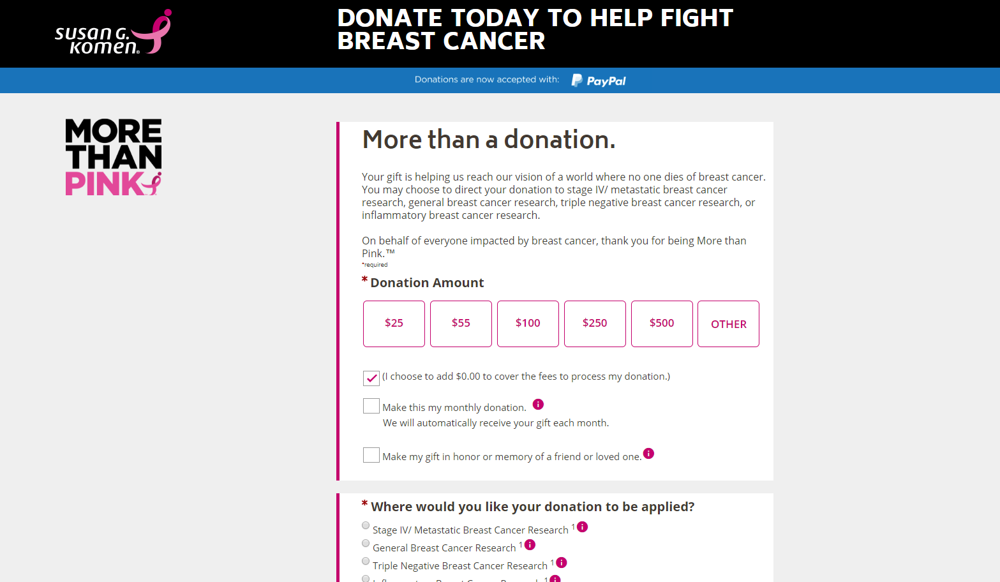 susan G.
komen®
DONATE TODAY TO HELP FIGHT
BREAST CANCER
Donations are now accepted with: PayPal
MORE
THAN
PINK
More than a donation.
Your gift is helping us reach our vision of a world where no one dies of breast cancer.
You may choose to direct your donation to stage IV/ metastatic breast cancer
research, general breast cancer research, triple negative breast cancer research, or
inflammatory breast cancer research.
On behalf of everyone impacted by breast cancer, thank you for being More than
Pink.™
*required
* Donation Amount
$25 $55 $100 $250 $500 OTHER
(I choose to add $0.00 to cover the fees to process my donation.)
Make this my monthly donation. i
We will automatically receive your gift each month.
Make my gift in honor or memory of a friend or loved one. i
* Where would you like your donation to be applied?
Stage IV/ Metastatic Breast Cancer Research 1 i
General Breast Cancer Research 1 i
Triple Negative Breast Cancer Research 1 i
Inflammatory Breast Cancer Research 1 i